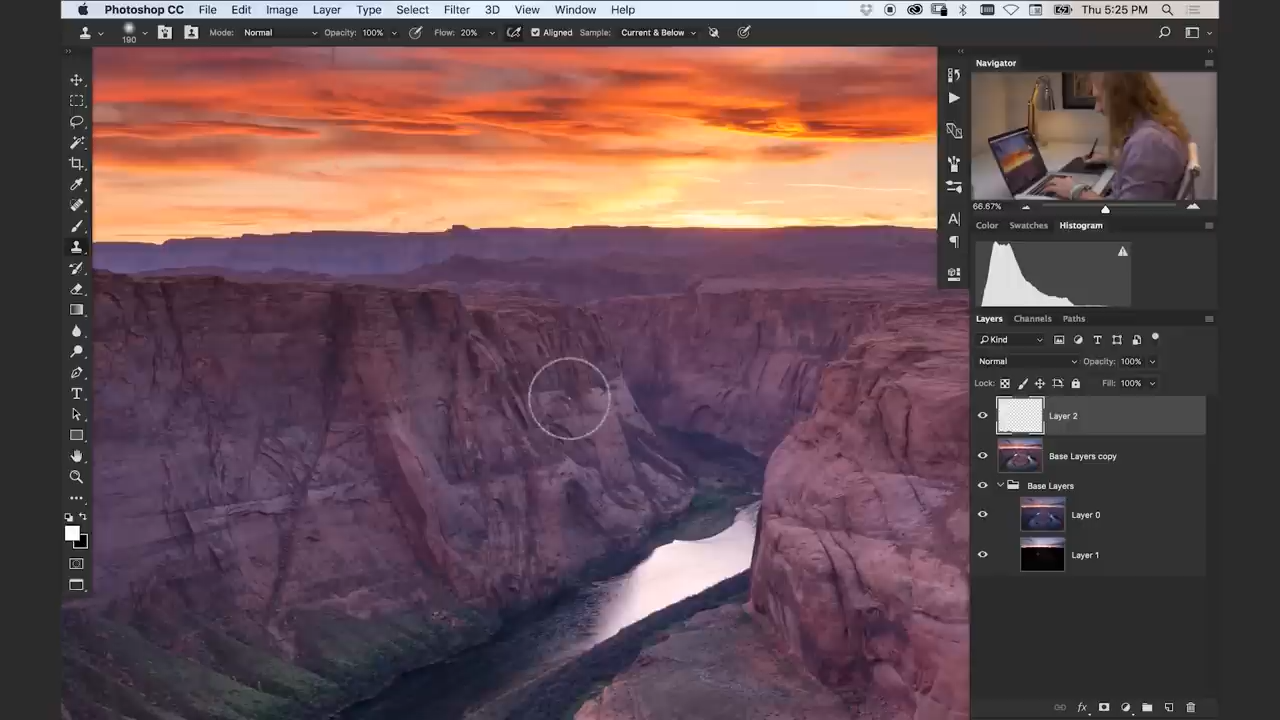 Photoshop CC File Edit Image Layer Type Select Filter 3D View Window Help Thu 5:25 PM
190 Mode: Normal Opacity: 100% Flow: 20% Aligned Sample: Current & Below
Navigator
66.67%
Color Swatches Histogram
Layers Channels Paths
Kind
Normal Opacity: 100%
Lock: Fill: 100%
Layer 2
Base Layers copy
Base Layers
Layer 0
Layer 1